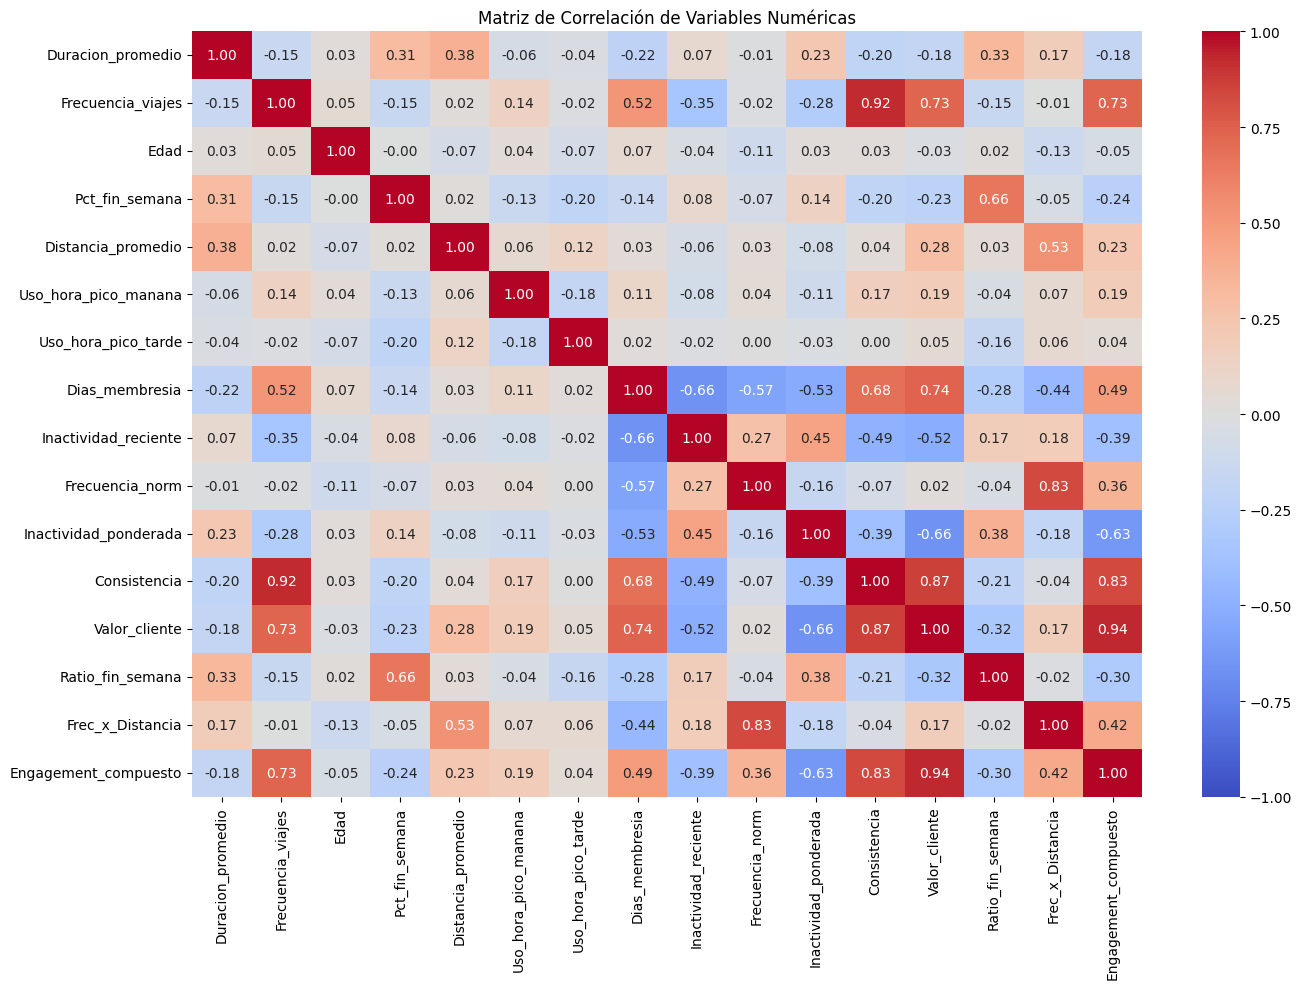 Matriz de Correlación de Variables Numéricas
Duracion_promedio 1.00 -0.15 0.03 0.31 0.38 -0.06 -0.04 -0.22 0.07 -0.01 0.23 -0.20 -0.18 0.33 0.17 -0.18
Frecuencia_viajes -0.15 1.00 0.05 -0.15 0.02 0.14 -0.02 0.52 -0.35 -0.02 -0.28 0.92 0.73 -0.15 -0.01 0.73
Edad 0.03 0.05 1.00 -0.00 -0.07 0.04 -0.07 0.07 -0.04 -0.11 0.03 0.03 -0.03 0.02 -0.13 -0.05
Pct_fin_semana 0.31 -0.15 -0.00 1.00 0.02 -0.13 -0.20 -0.14 0.08 -0.07 0.14 -0.20 -0.23 0.66 -0.05 -0.24
Distancia_promedio 0.38 0.02 -0.07 0.02 1.00 0.06 0.12 0.03 -0.06 0.03 -0.08 0.04 0.28 0.03 0.53 0.23
Uso_hora_pico_manana -0.06 0.14 0.04 -0.13 0.06 1.00 -0.18 0.11 -0.08 0.04 -0.11 0.17 0.19 -0.04 0.07 0.19
Uso_hora_pico_tarde -0.04 -0.02 -0.07 -0.20 0.12 -0.18 1.00 0.02 -0.02 0.00 -0.03 0.00 0.05 -0.16 0.06 0.04
Dias_membresia -0.22 0.52 0.07 -0.14 0.03 0.11 0.02 1.00 -0.66 -0.57 -0.53 0.68 0.74 -0.28 -0.44 0.49
Inactividad_reciente 0.07 -0.35 -0.04 0.08 -0.06 -0.08 -0.02 -0.66 1.00 0.27 0.45 -0.49 -0.52 0.17 0.18 -0.39
Frecuencia_norm -0.01 -0.02 -0.11 -0.07 0.03 0.04 0.00 -0.57 0.27 1.00 -0.16 -0.07 0.02 -0.04 0.83 0.36
Inactividad_ponderada 0.23 -0.28 0.03 0.14 -0.08 -0.11 -0.03 -0.53 0.45 -0.16 1.00 -0.39 -0.66 0.38 -0.18 -0.63
Consistencia -0.20 0.92 0.03 -0.20 0.04 0.17 0.00 0.68 -0.49 -0.07 -0.39 1.00 0.87 -0.21 -0.04 0.83
Valor_cliente -0.18 0.73 -0.03 -0.23 0.28 0.19 0.05 0.74 -0.52 0.02 -0.66 0.87 1.00 -0.32 0.17 0.94
Ratio_fin_semana 0.33 -0.15 0.02 0.66 0.03 -0.04 -0.16 -0.28 0.17 -0.04 0.38 -0.21 -0.32 1.00 -0.02 -0.30
Frec_x_Distancia 0.17 -0.01 -0.13 -0.05 0.53 0.07 0.06 -0.44 0.18 0.83 -0.18 -0.04 0.17 -0.02 1.00 0.42
Engagement_compuesto -0.18 0.73 -0.05 -0.24 0.23 0.19 0.04 0.49 -0.39 0.36 -0.63 0.83 0.94 -0.30 0.42 1.00
Duracion_promedio
Frecuencia_viajes
Edad
Pct_fin_semana
Distancia_promedio
Uso_hora_pico_manana
Uso_hora_pico_tarde
Dias_membresia
Inactividad_reciente
Frecuencia_norm
Inactividad_ponderada
Consistencia
Valor_cliente
Ratio_fin_semana
Frec_x_Distancia
Engagement_compuesto
1.00
0.75
0.50
0.25
0.00
−0.25
−0.50
−0.75
−1.00